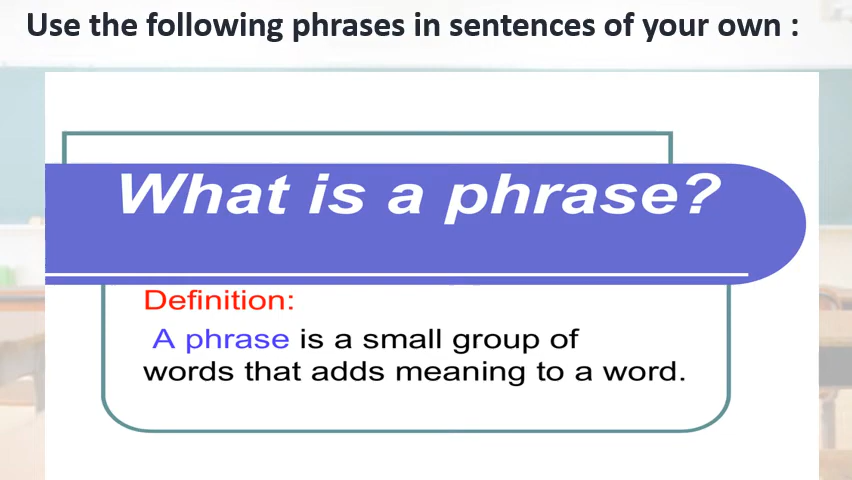 Use the following phrases in sentences of your own :
What is a phrase?
Definition:
A phrase is a small group of
words that adds meaning to a word.